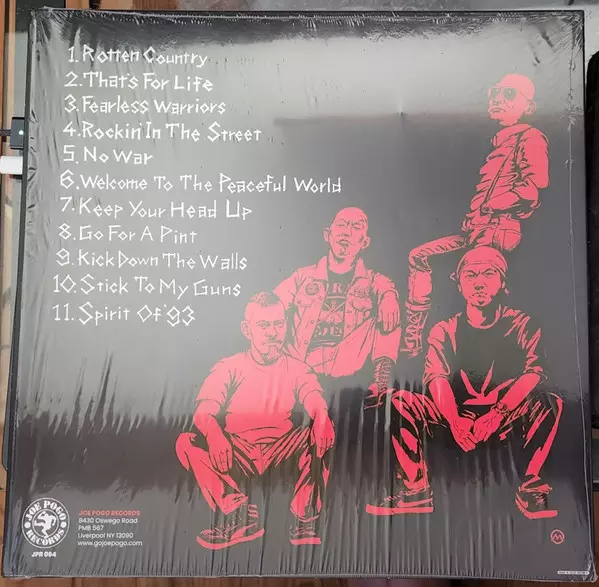 1. Rotten Country
2. That's For Life
3. Fearless Warriors
4. Rockin' In The Street
5. No War
6. Welcome To The Peaceful World
7. Keep Your Head Up
8. Go For A Pint
9. Kick Down The Walls
10. Stick To My Guns
11. Spirit Of '93
JOE POGO
RECORDS
JPR 094
JOE POGO RECORDS
8430 Oswego Road
PMB 567
Liverpool NY 13090
www.gojoepogo.com